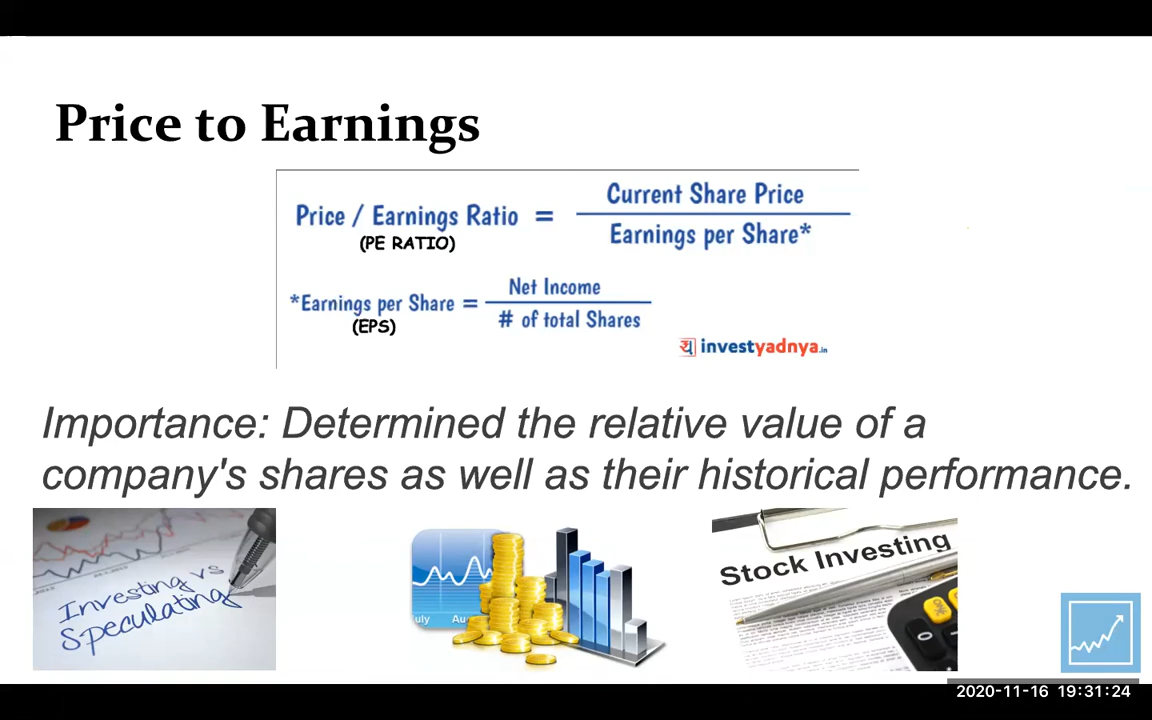 Price to Earnings
Price / Earnings Ratio = Current Share Price
(PE RATIO) Earnings per Share*
*Earnings per Share = Net Income
(EPS) # of total Shares
investyadnya.in
Importance: Determined the relative value of a
company's shares as well as their historical performance.
Investing vs
Speculating
uly Au
Stock Investing
2020-11-16 19:31:24